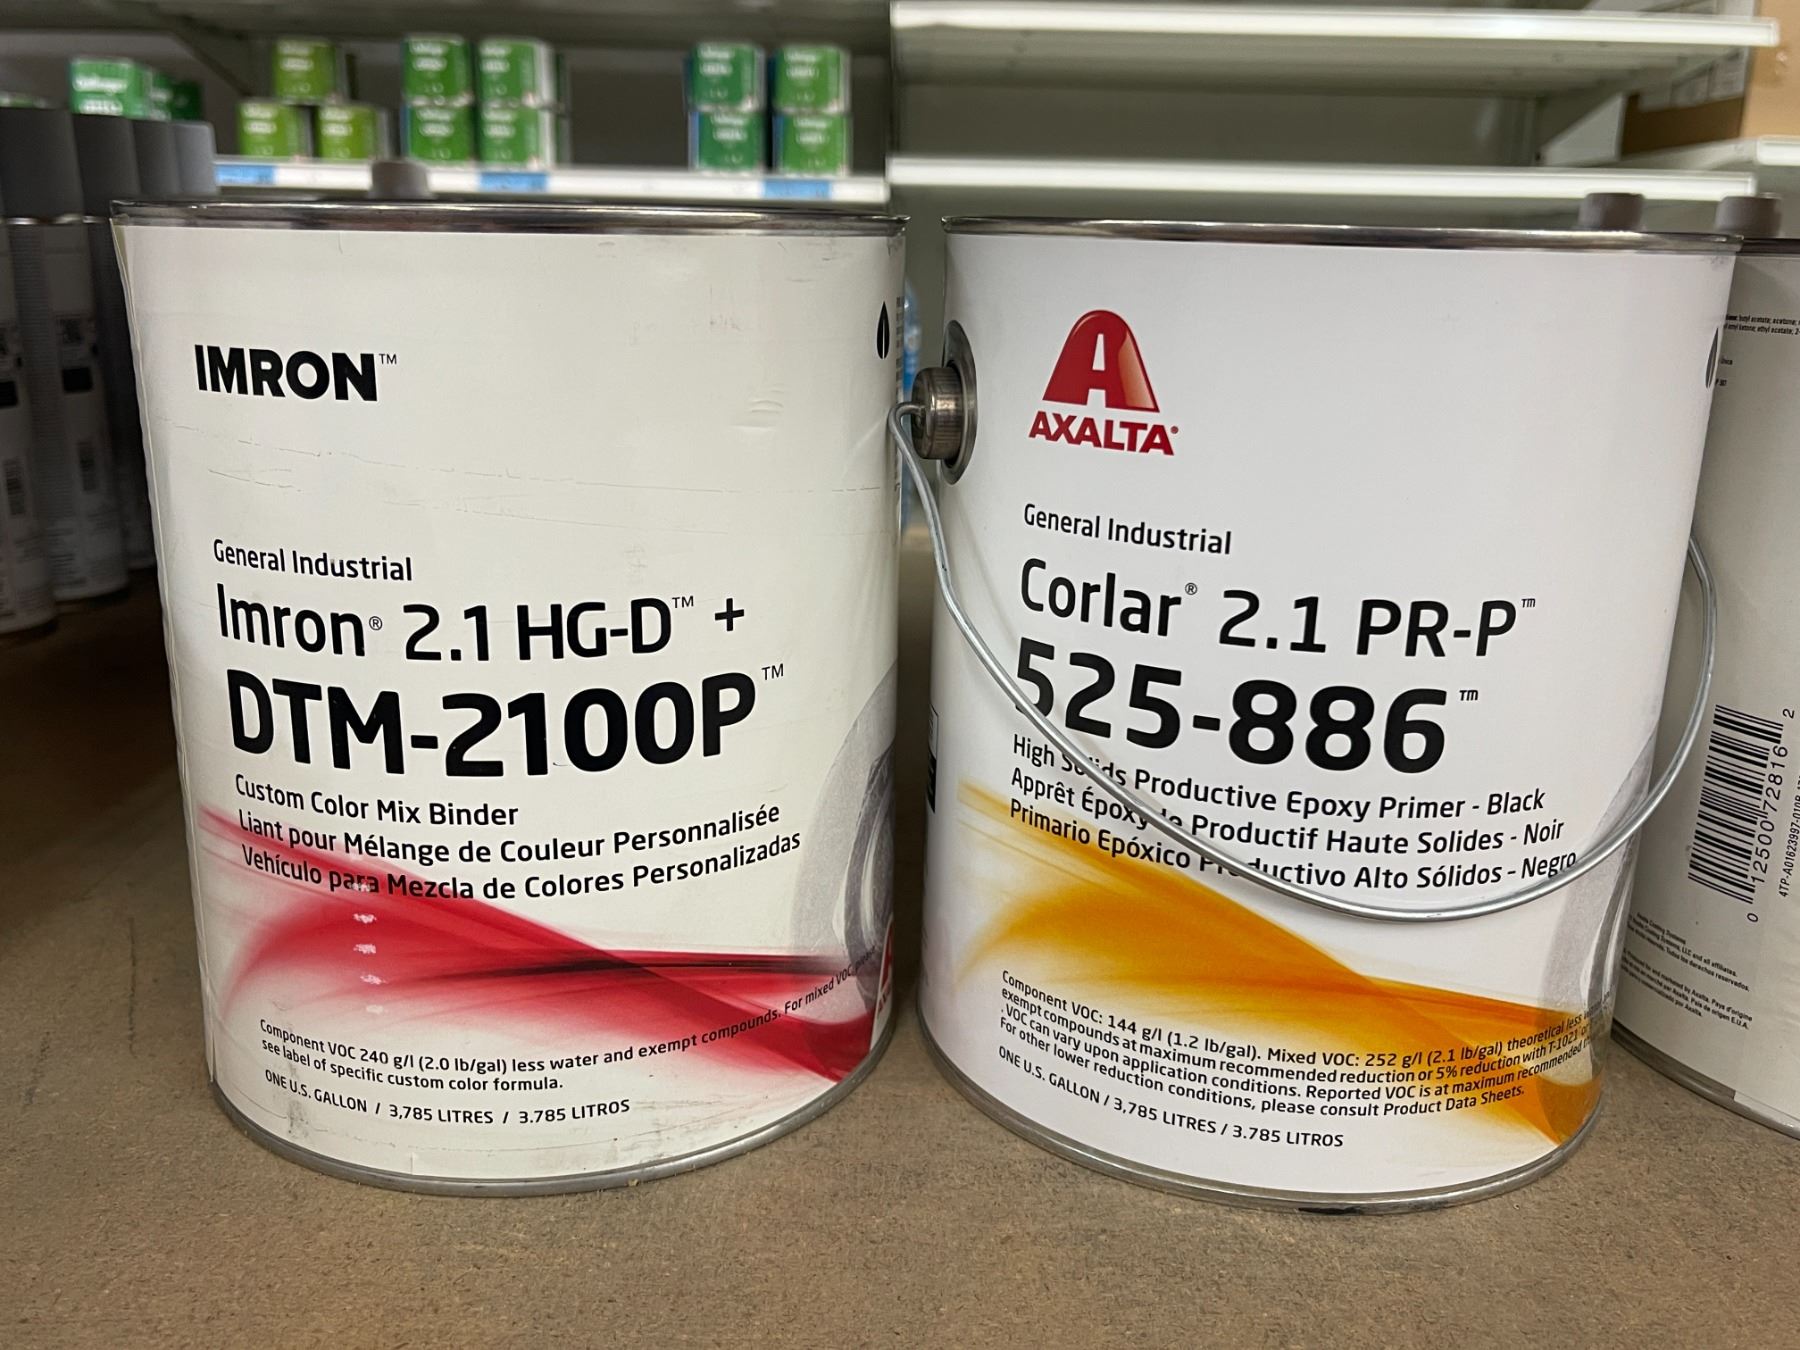 IMRON™
General Industrial
Imron® 2.1 HG-D™ +
DTM-2100P™
Custom Color Mix Binder
Liant pour Mélange de Couleur Personnalisée
Vehículo para Mezcla de Colores Personalizadas
Component VOC 240 g/l (2.0 lb/gal) less water and exempt compounds. For mixed VOC, please
see label of specific custom color formula.
ONE U.S. GALLON / 3,785 LITRES / 3.785 LITROS
AXALTA®
General Industrial
Corlar® 2.1 PR-P™
525-886™
High Solids Productive Epoxy Primer - Black
Apprêt Époxyde Productif Haute Solides - Noir
Primario Epóxico Productivo Alto Sólidos - Negro
Component VOC: 144 g/l (1.2 lb/gal). Mixed VOC: 252 g/l (2.1 lb/gal) theoretical less
exempt compounds at maximum recommended reduction or 5% reduction with T-1021
. VOC can vary upon application conditions. Reported VOC is at maximum recommended
For other lower reduction conditions, please consult Product Data Sheets.
ONE U.S. GALLON / 3,785 LITRES / 3.785 LITROS
0 12500 72816 2